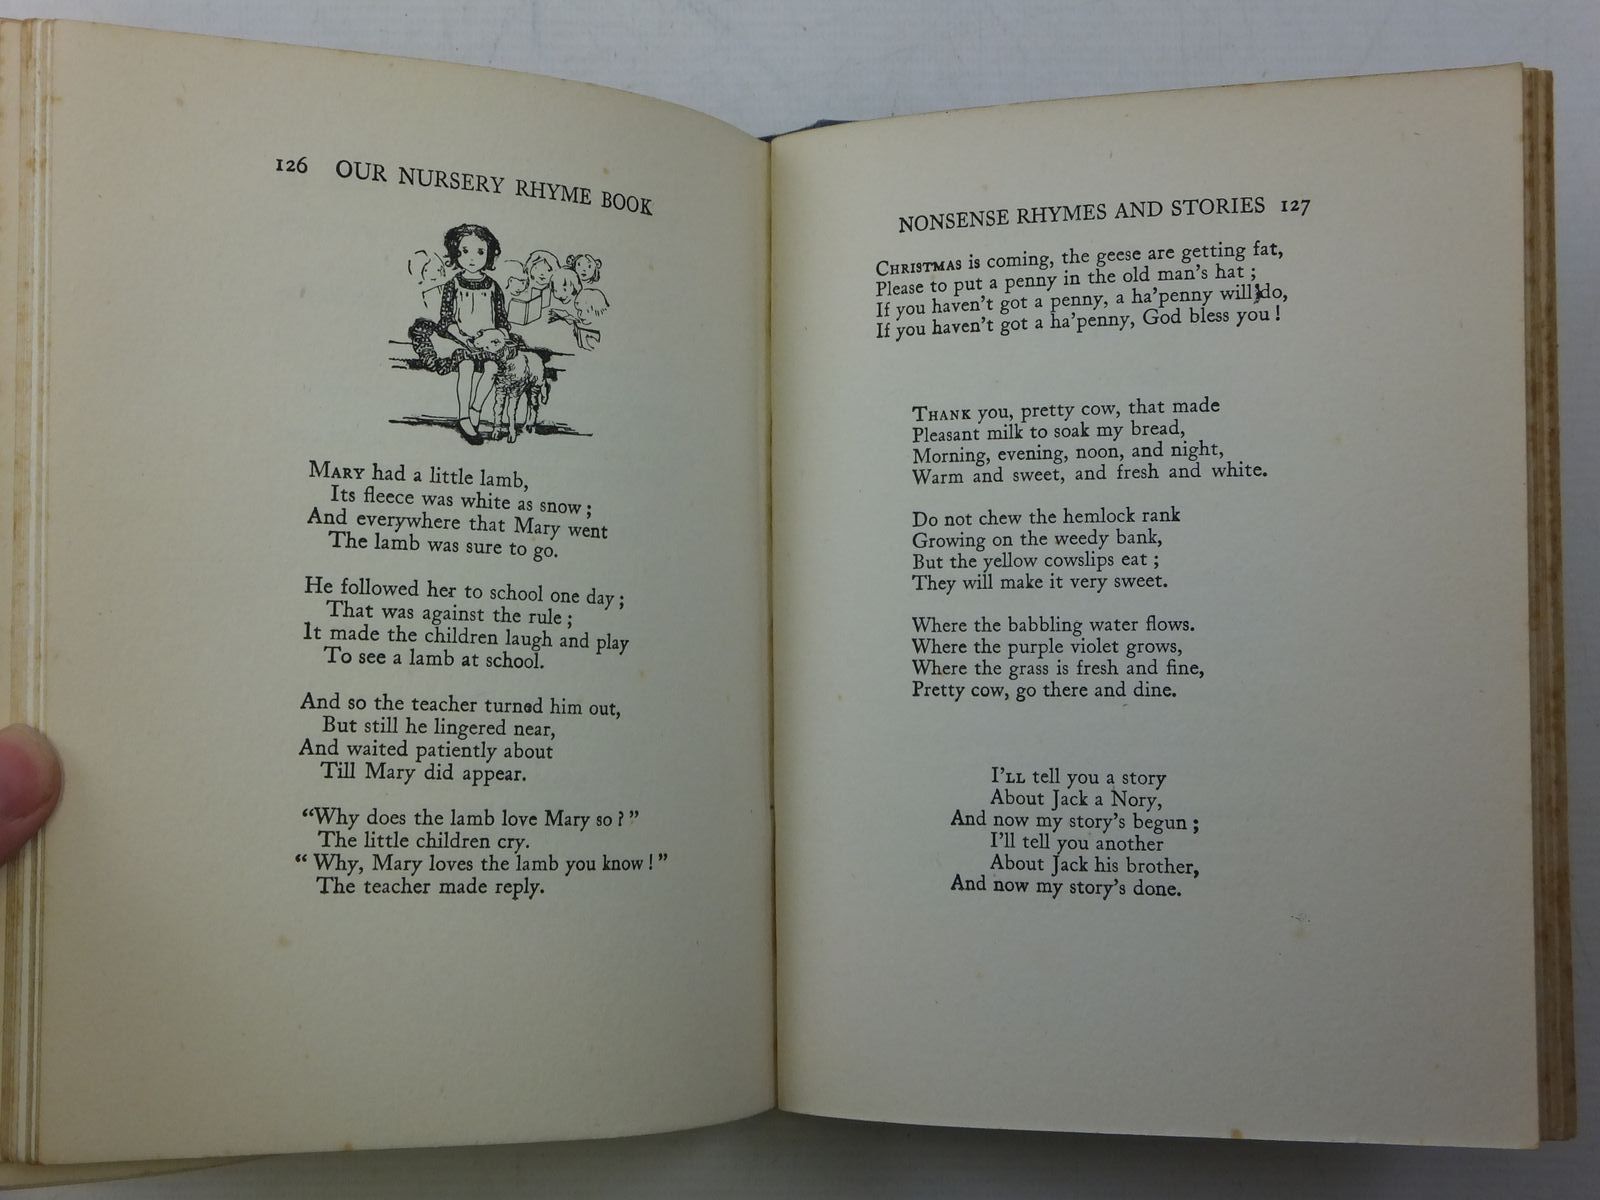 126 OUR NURSERY RHYME BOOK
MARY had a little lamb,
Its fleece was white as snow ;
And everywhere that Mary went
The lamb was sure to go.
He followed her to school one day ;
That was against the rule ;
It made the children laugh and play
To see a lamb at school.
And so the teacher turned him out,
But still he lingered near,
And waited patiently about
Till Mary did appear.
“Why does the lamb love Mary so ? ”
The little children cry.
“ Why, Mary loves the lamb you know ! ”
The teacher made reply.
NONSENSE RHYMES AND STORIES 127
CHRISTMAS is coming, the geese are getting fat,
Please to put a penny in the old man's hat ;
If you haven't got a penny, a ha'penny will do,
If you haven't got a ha'penny, God bless you !
THANK you, pretty cow, that made
Pleasant milk to soak my bread,
Morning, evening, noon, and night,
Warm and sweet, and fresh and white.
Do not chew the hemlock rank
Growing on the weedy bank,
But the yellow cowslips eat ;
They will make it very sweet.
Where the babbling water flows.
Where the purple violet grows,
Where the grass is fresh and fine,
Pretty cow, go there and dine.
I'LL tell you a story
About Jack a Nory,
And now my story's begun ;
I'll tell you another
About Jack his brother,
And now my story's done.